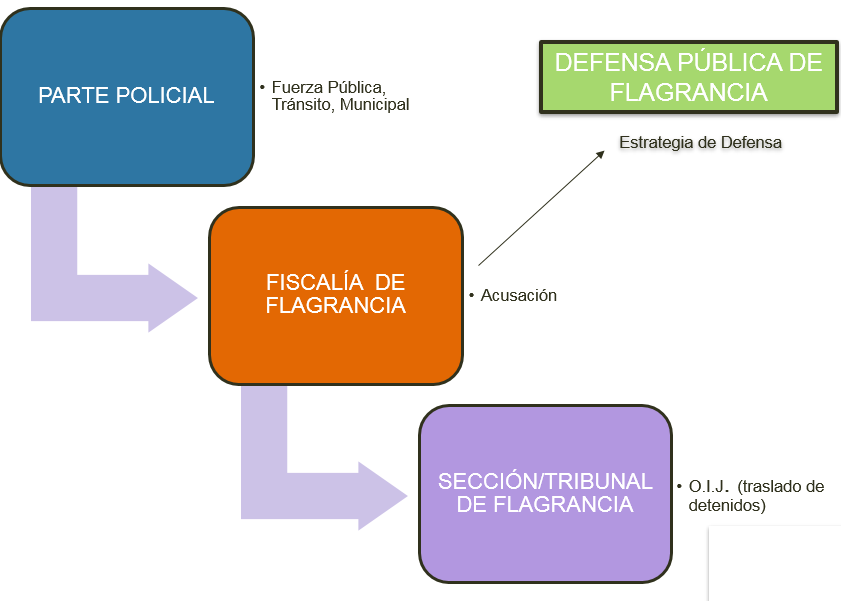 PARTE POLICIAL
• Fuerza Pública,
Tránsito, Municipal
DEFENSA PÚBLICA DE
FLAGRANCIA
Estrategia de Defensa
FISCALÍA DE
FLAGRANCIA
• Acusación
SECCIÓN/TRIBUNAL
DE FLAGRANCIA
• O.I.J. (traslado de
detenidos)